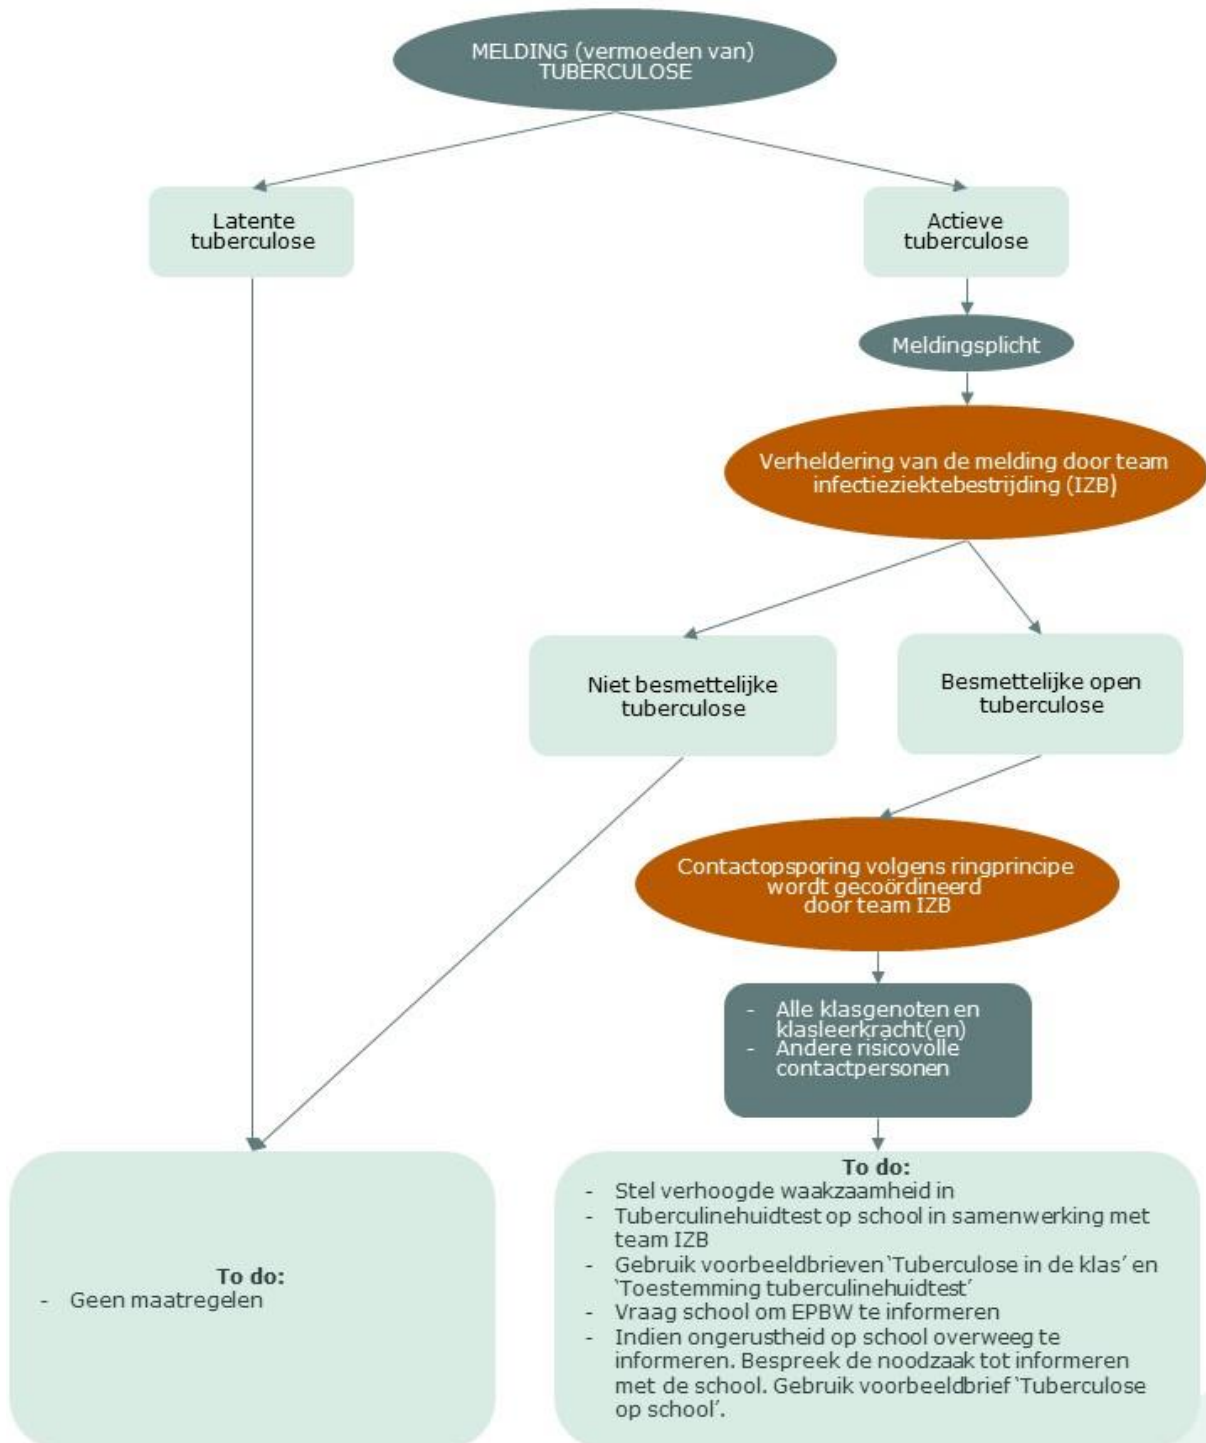 MELDING (vermoeden van)
TUBERCULOSE
Latente
tuberculose
Actieve
tuberculose
Meldingsplicht
Verheldering van de melding door team
infectieziektebestrijding (IZB)
Niet besmettelijke
tuberculose
Besmettelijke open
tuberculose
Contactopsporing volgens ringprincipe
wordt gecoördineerd
door team IZB
- Alle klasgenoten en
klasleerkracht(en)
- Andere risicovolle
contactpersonen
To do:
- Geen maatregelen
To do:
- Stel verhoogde waakzaamheid in
- Tuberculinehuidtest op school in samenwerking met
team IZB
- Gebruik voorbeeldbrieven ‘Tuberculose in de klas’ en
‘Toestemming tuberculinehuidtest’
- Vraag school om EPBW te informeren
- Indien ongerustheid op school overweeg te
informeren. Bespreek de noodzaak tot informeren
met de school. Gebruik voorbeeldbrief ‘Tuberculose
op school’.